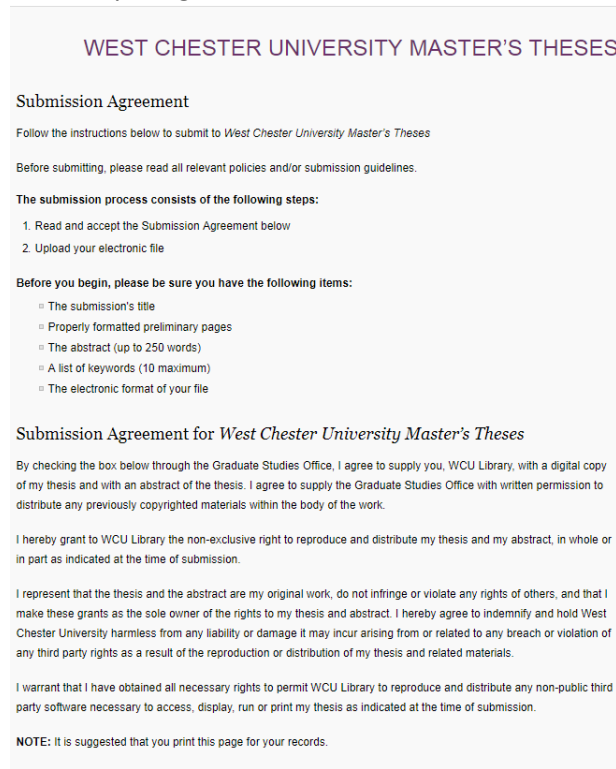 WEST CHESTER UNIVERSITY MASTER'S THESES
Submission Agreement
Follow the instructions below to submit to West Chester University Master's Theses
Before submitting, please read all relevant policies and/or submission guidelines.
The submission process consists of the following steps:
1. Read and accept the Submission Agreement below
2. Upload your electronic file
Before you begin, please be sure you have the following items:
The submission's title
Properly formatted preliminary pages
The abstract (up to 250 words)
A list of keywords (10 maximum)
The electronic format of your file
Submission Agreement for West Chester University Master's Theses
By checking the box below through the Graduate Studies Office, I agree to supply you, WCU Library, with a digital copy
of my thesis and with an abstract of the thesis. I agree to supply the Graduate Studies Office with written permission to
distribute any previously copyrighted materials within the body of the work.
I hereby grant to WCU Library the non-exclusive right to reproduce and distribute my thesis and my abstract, in whole or
in part as indicated at the time of submission.
I represent that the thesis and the abstract are my original work, do not infringe or violate any rights of others, and that I
make these grants as the sole owner of the rights to my thesis and abstract. I hereby agree to indemnify and hold West
Chester University harmless from any liability or damage it may incur arising from or related to any breach or violation of
any third party rights as a result of the reproduction or distribution of my thesis and related materials.
I warrant that I have obtained all necessary rights to permit WCU Library to reproduce and distribute any non-public third
party software necessary to access, display, run or print my thesis as indicated at the time of submission.
NOTE: It is suggested that you print this page for your records.